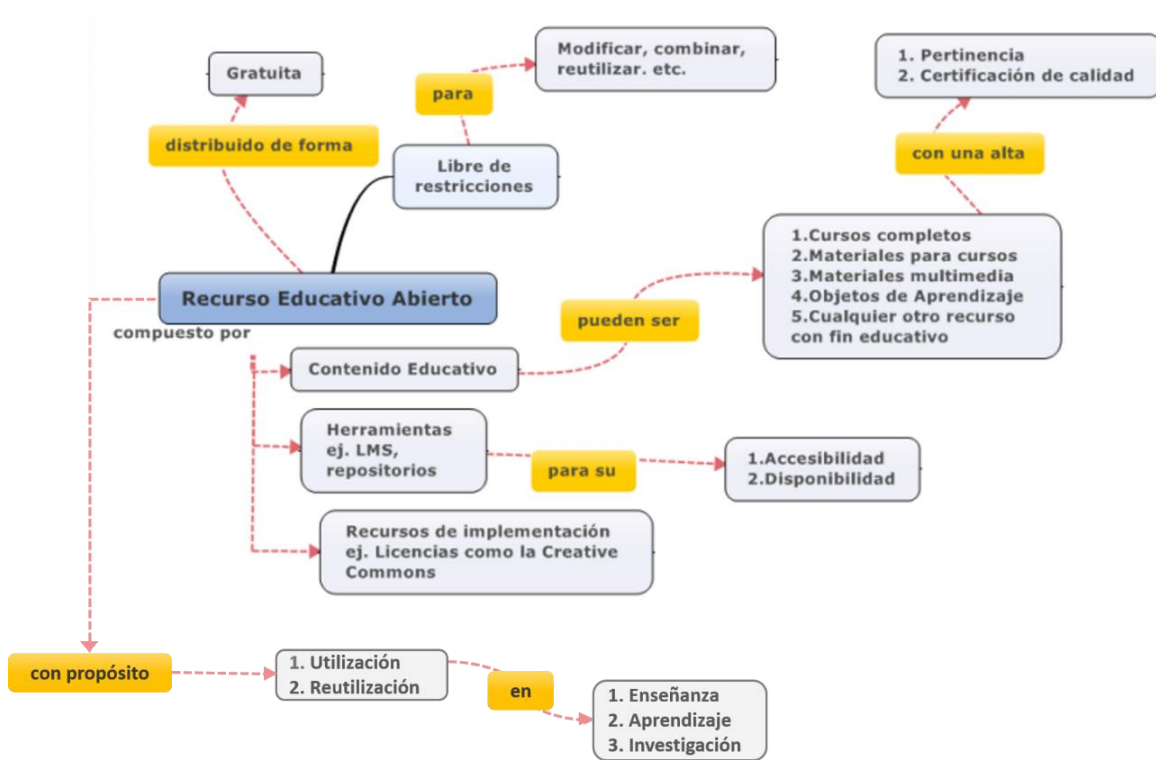 Gratuita
distribuido de forma
para
Modificar, combinar,
reutilizar. etc.
Libre de
restricciones
1. Pertinencia
2. Certificación de calidad
con una alta
Recurso Educativo Abierto
compuesto por
Contenido Educativo
pueden ser
1.Cursos completos
2.Materiales para cursos
3.Materiales multimedia
4.Objetos de Aprendizaje
5.Cualquier otro recurso
con fin educativo
Herramientas
ej. LMS,
repositorios
para su
1.Accesibilidad
2.Disponibilidad
Recursos de implementación
ej. Licencias como la Creative
Commons
con propósito
1. Utilización
2. Reutilización
en
1. Enseñanza
2. Aprendizaje
3. Investigación